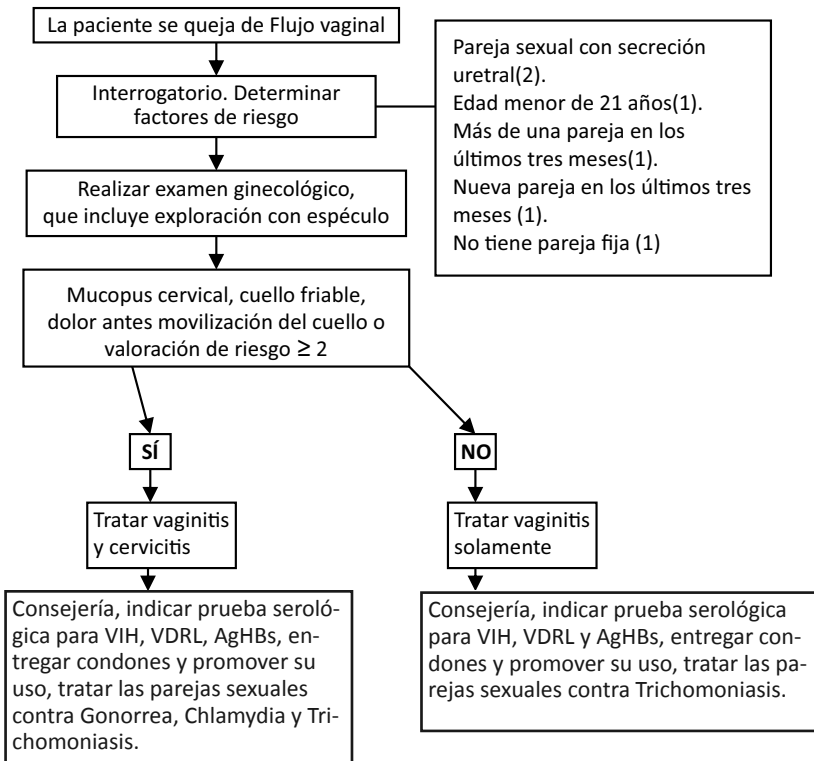 La paciente se queja de Flujo vaginal
Interrogatorio. Determinar
factores de riesgo
Pareja sexual con secreción
uretral(2).
Edad menor de 21 años(1).
Más de una pareja en los
últimos tres meses(1).
Nueva pareja en los últimos tres
meses (1).
No tiene pareja fija (1)
Realizar examen ginecológico,
que incluye exploración con espéculo
Mucopus cervical, cuello friable,
dolor antes movilización del cuello o
valoración de riesgo ≥ 2
SÍ
NO
Tratar vaginitis
y cervicitis
Tratar vaginitis
solamente
Consejería, indicar prueba seroló-
gica para VIH, VDRL, AgHBs, en-
tregar condones y promover su
uso, tratar las parejas sexuales
contra Gonorrea, Chlamydia y Tri-
chomoniasis.
Consejería, indicar prueba serológica
para VIH, VDRL y AgHBs, entregar con-
dones y promover su uso, tratar las pa-
rejas sexuales contra Trichomoniasis.